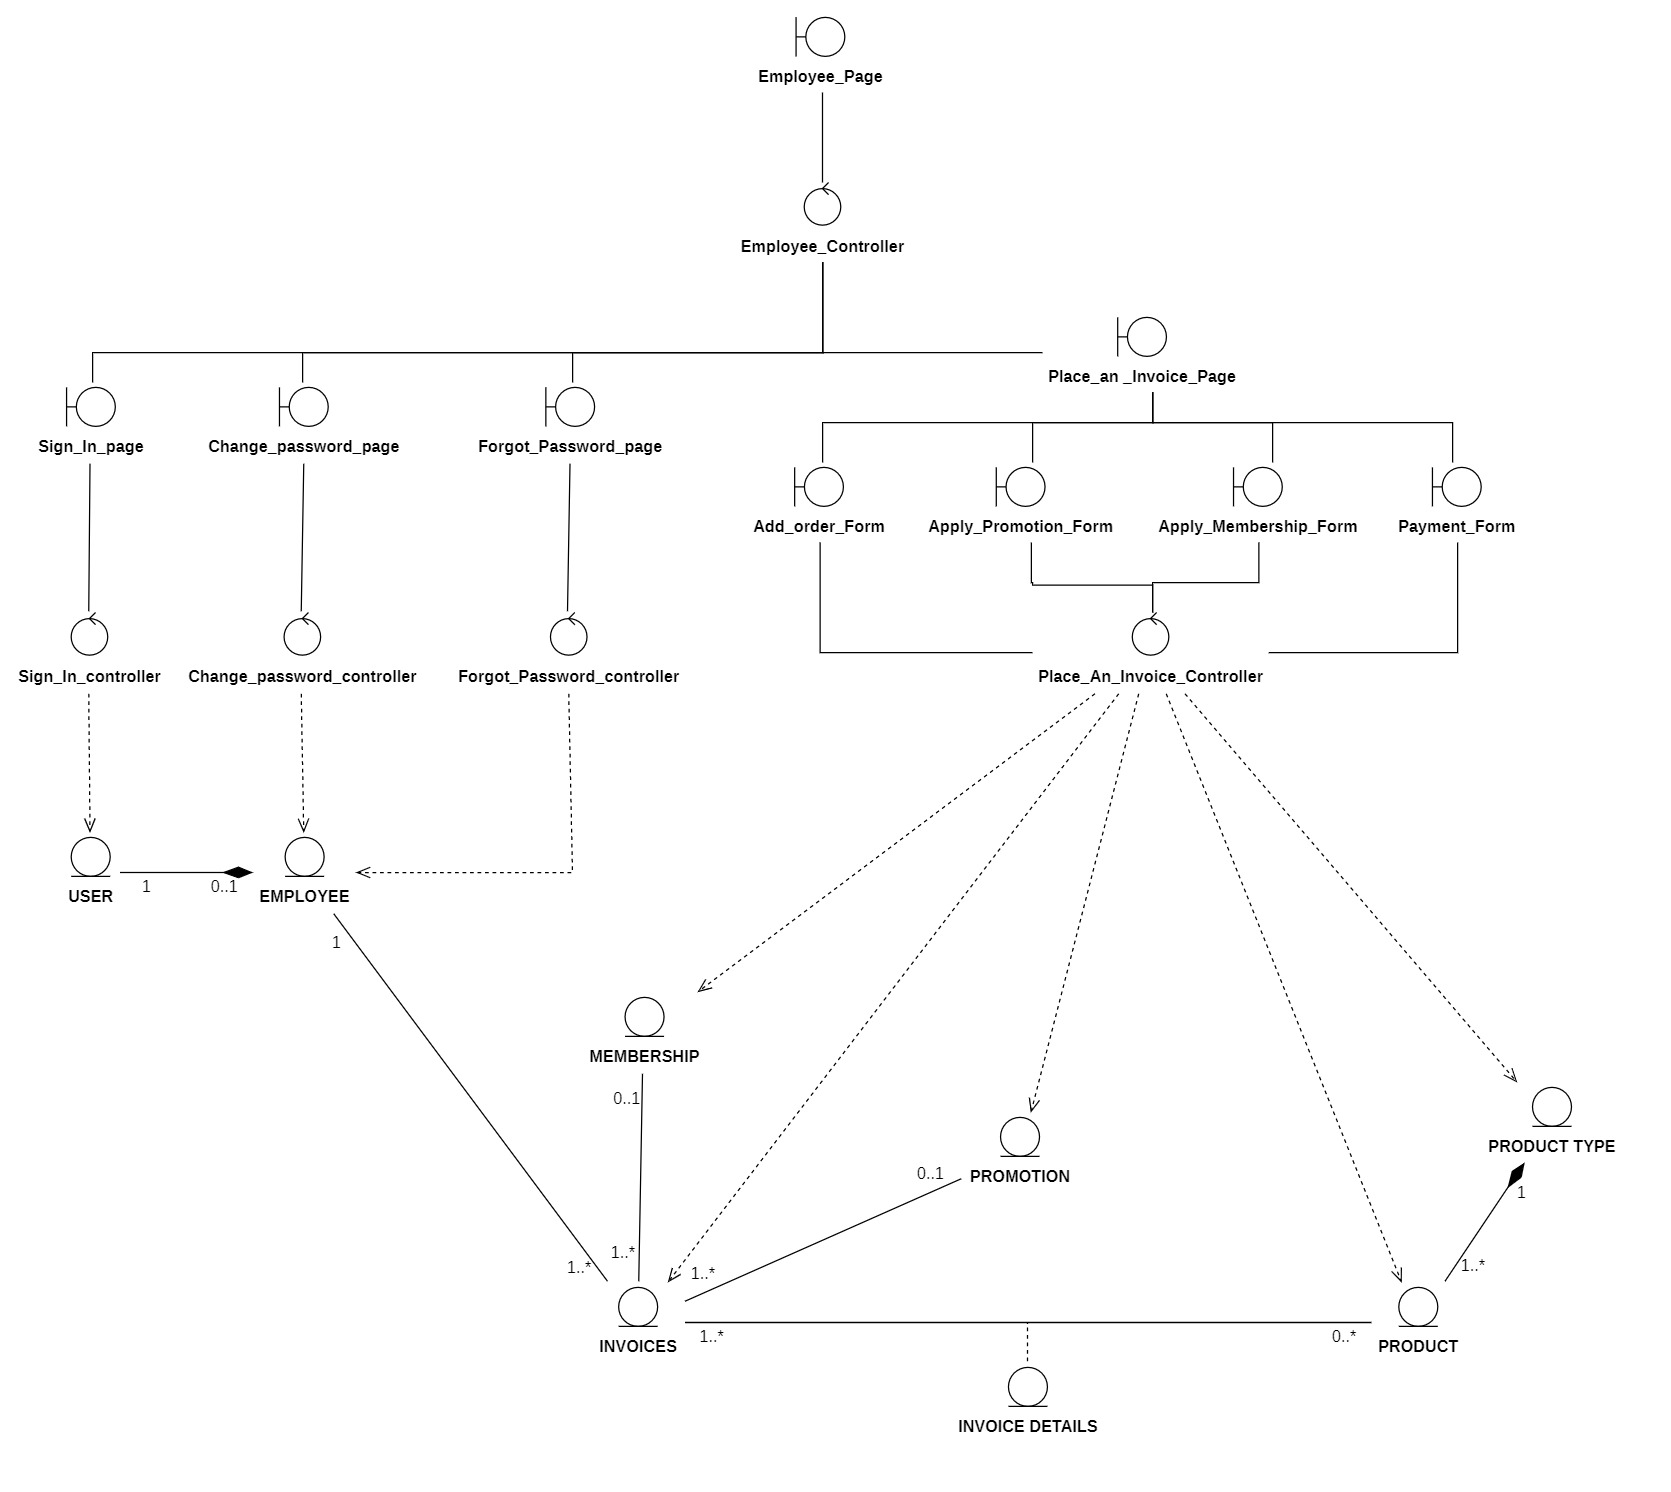 Employee_Page
Employee_Controller
Place_an _Invoice_Page
Sign_In_page
Change_password_page
Forgot_Password_page
Add_order_Form
Apply_Promotion_Form
Apply_Membership_Form
Payment_Form
Sign_In_controller
Change_password_controller
Forgot_Password_controller
Place_An_Invoice_Controller
1
0..1
USER
EMPLOYEE
1
MEMBERSHIP
0..1
PRODUCT TYPE
0..1
PROMOTION
1
1..*
1..*
1..*
1..*
1..*
0..*
INVOICES
PRODUCT
INVOICE DETAILS